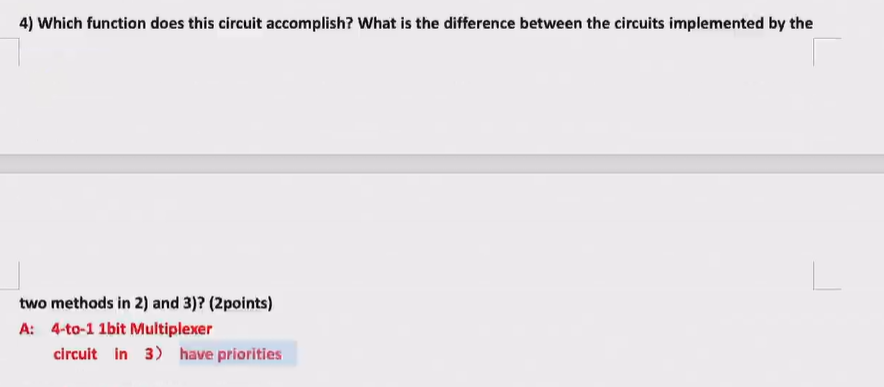 4) Which function does this circuit accomplish? What is the difference between the circuits implemented by the
two methods in 2) and 3)? (2points)
A: 4-to-1 1bit Multiplexer
circuit in 3） have priorities